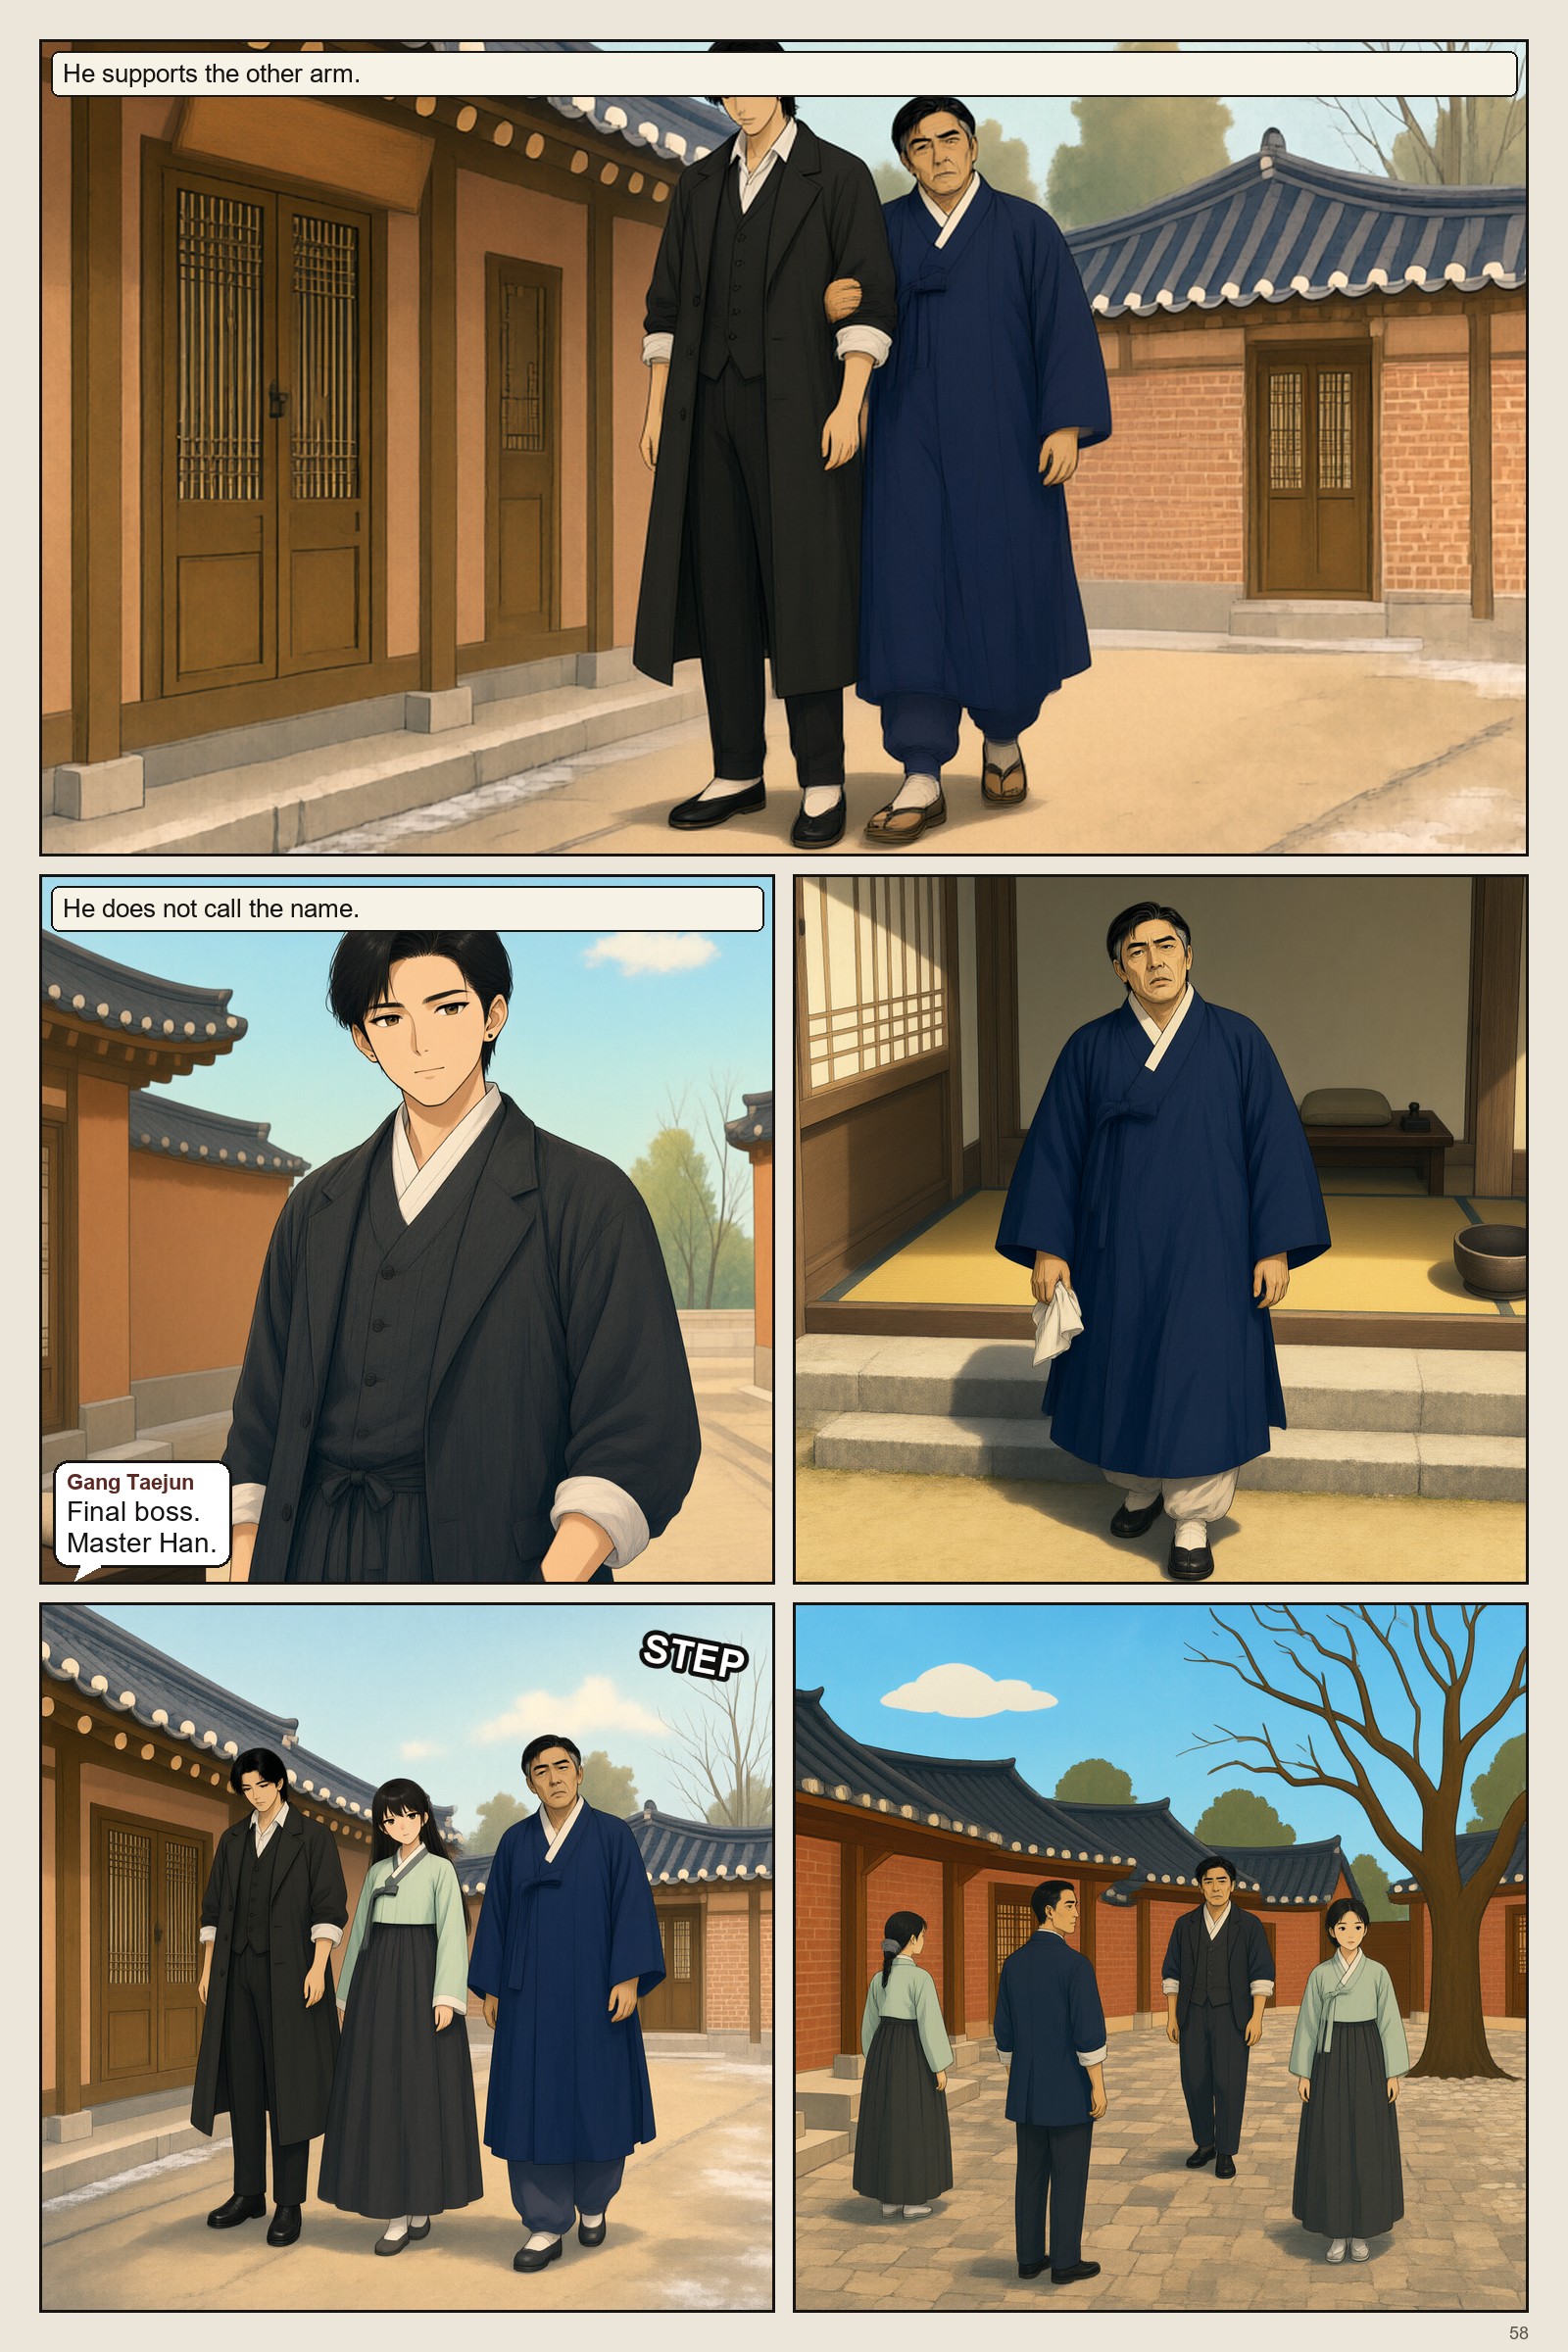 He supports the other arm.
He does not call the name.
Gang Taejun
Final boss.
Master Han.
STEP
58